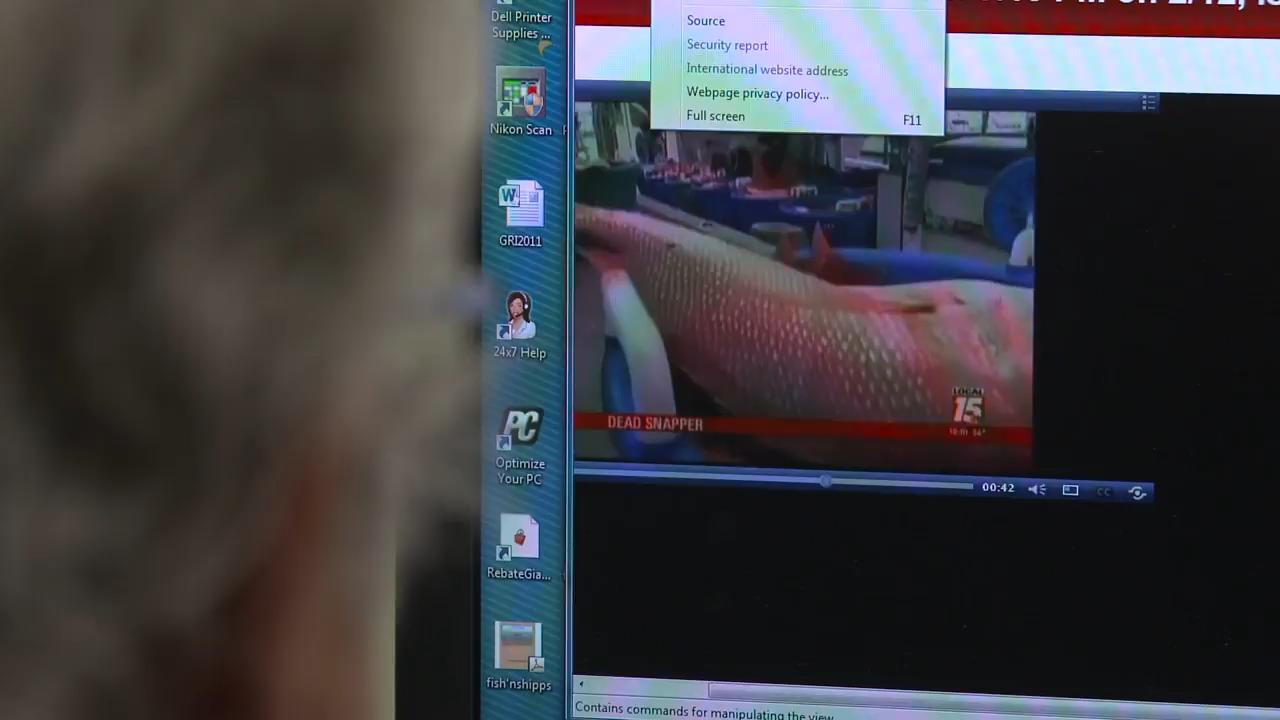 Dell Printer
Supplies ...
Nikon Scan
GRI2011
24x7 Help
PC
Optimize
Your PC
RebateGia...
fish'nshipps
Source
Security report
International website address
Webpage privacy policy...
Full screen F11
DEAD SNAPPER
LOCAL
15
00:42
CC
Contains commands for manipulating the view